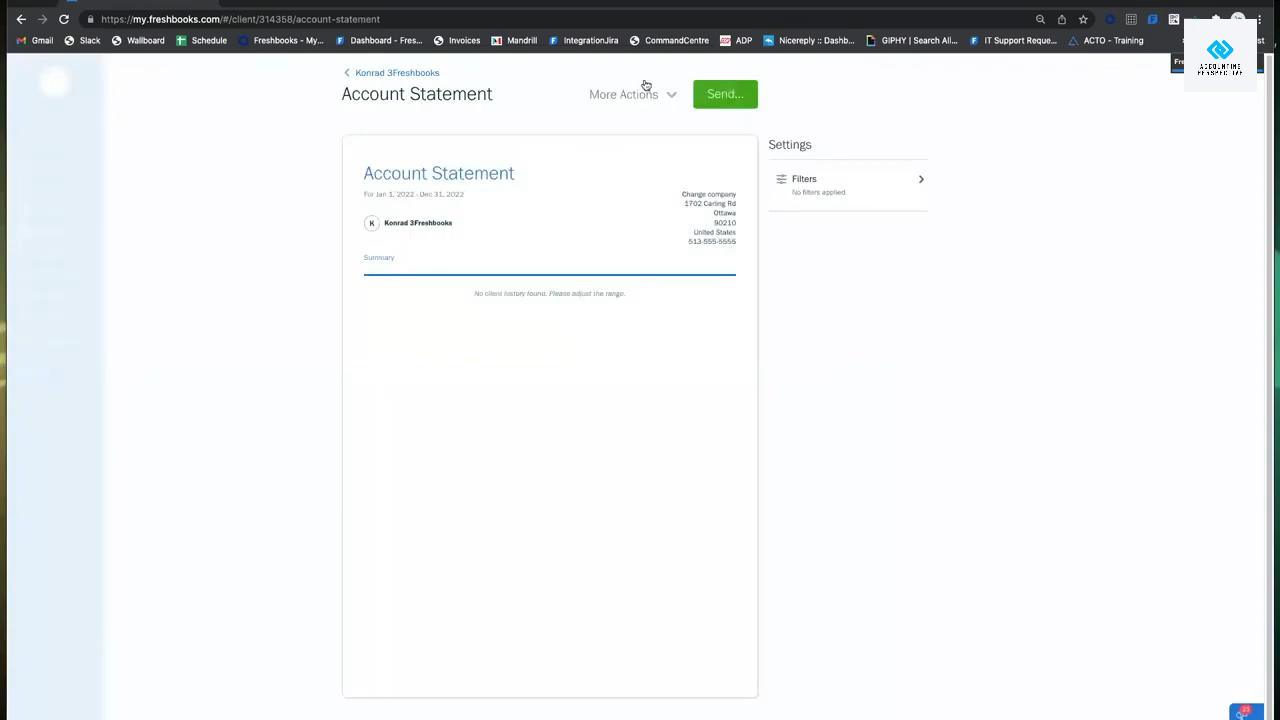 https://my.freshbooks.com/#/client/314358/account-statement
Gmail Slack Wallboard Schedule Freshbooks - My... Dashboard - Fres... Invoices Mandrill IntegrationJira CommandCentre ADP Nicereply :: Dashb... GIPHY | Search All... IT Support Reque... ACTO - Training
ACCOUNTING
PERSPECTIVE
Konrad 3Freshbooks
Account Statement
More Actions
Send...
Account Statement
For Jan 1, 2022 - Dec 31, 2022
K Konrad 3Freshbooks
Change company
1702 Carling Rd
Ottawa
90210
United States
513-555-5555
Summary
No client history found. Please adjust the range.
Settings
Filters
No filters applied.
23